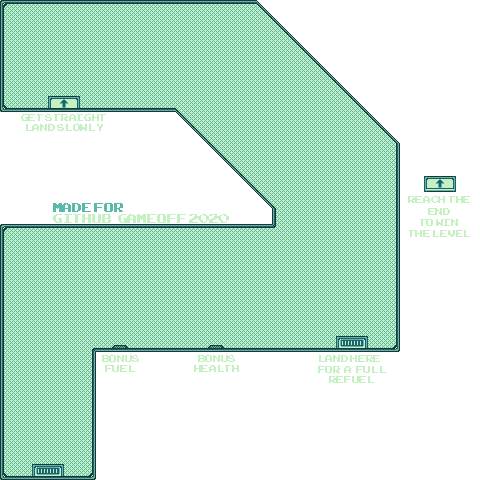 GET STRAIGHT
LAND SLOWLY
REACH THE
END
TO WIN
THE LEVEL
MADE FOR
GITHUB GAMEOFF 2020
BONUS
FUEL
BONUS
HEALTH
LAND HERE
FOR A FULL
REFUEL